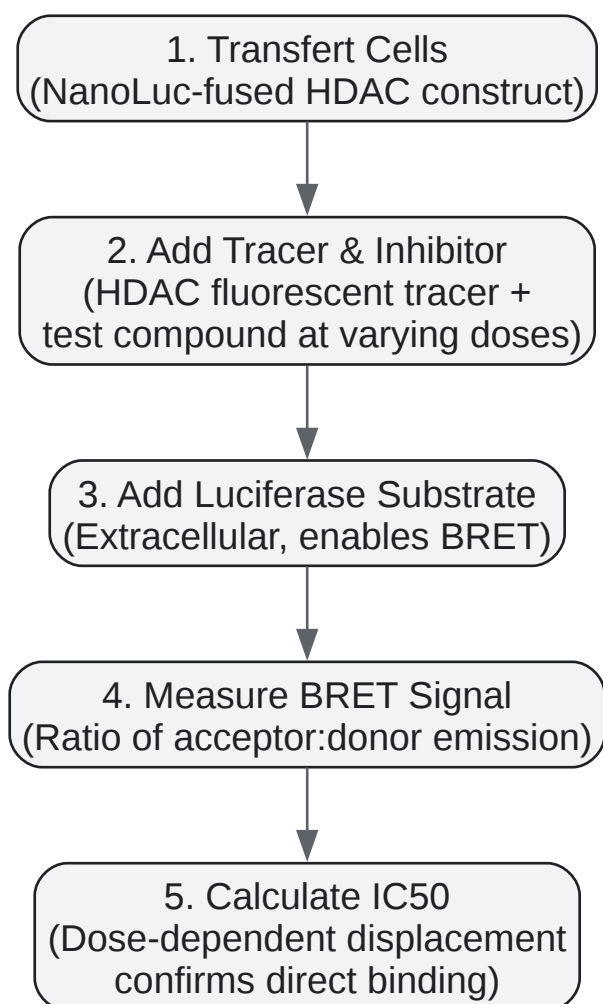 1. Transfert Cells
(NanoLuc-fused HDAC construct)
2. Add Tracer & Inhibitor
(HDAC fluorescent tracer +
test compound at varying doses)
3. Add Luciferase Substrate
(Extracellular, enables BRET)
4. Measure BRET Signal
(Ratio of acceptor:donor emission)
5. Calculate IC50
(Dose-dependent displacement
confirms direct binding)